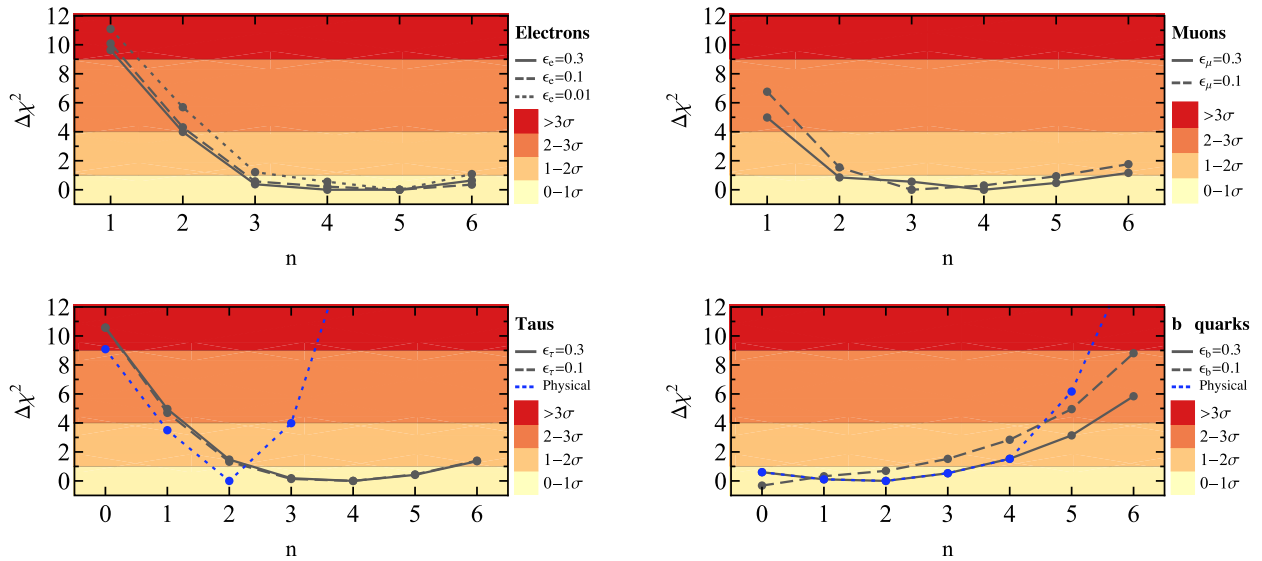 12
10
8
6
4
2
0
Δχ²
1 2 3 4 5 6
n
Electrons
ϵe=0.3
ϵe=0.1
ϵe=0.01
>3σ
2−3σ
1−2σ
0−1σ
12
10
8
6
4
2
0
Δχ²
1 2 3 4 5 6
n
Muons
ϵμ=0.3
ϵμ=0.1
>3σ
2−3σ
1−2σ
0−1σ
12
10
8
6
4
2
0
Δχ²
0 1 2 3 4 5 6
n
Taus
ϵτ=0.3
ϵτ=0.1
Physical
>3σ
2−3σ
1−2σ
0−1σ
12
10
8
6
4
2
0
Δχ²
0 1 2 3 4 5 6
n
b quarks
ϵb=0.3
ϵb=0.1
Physical
>3σ
2−3σ
1−2σ
0−1σ